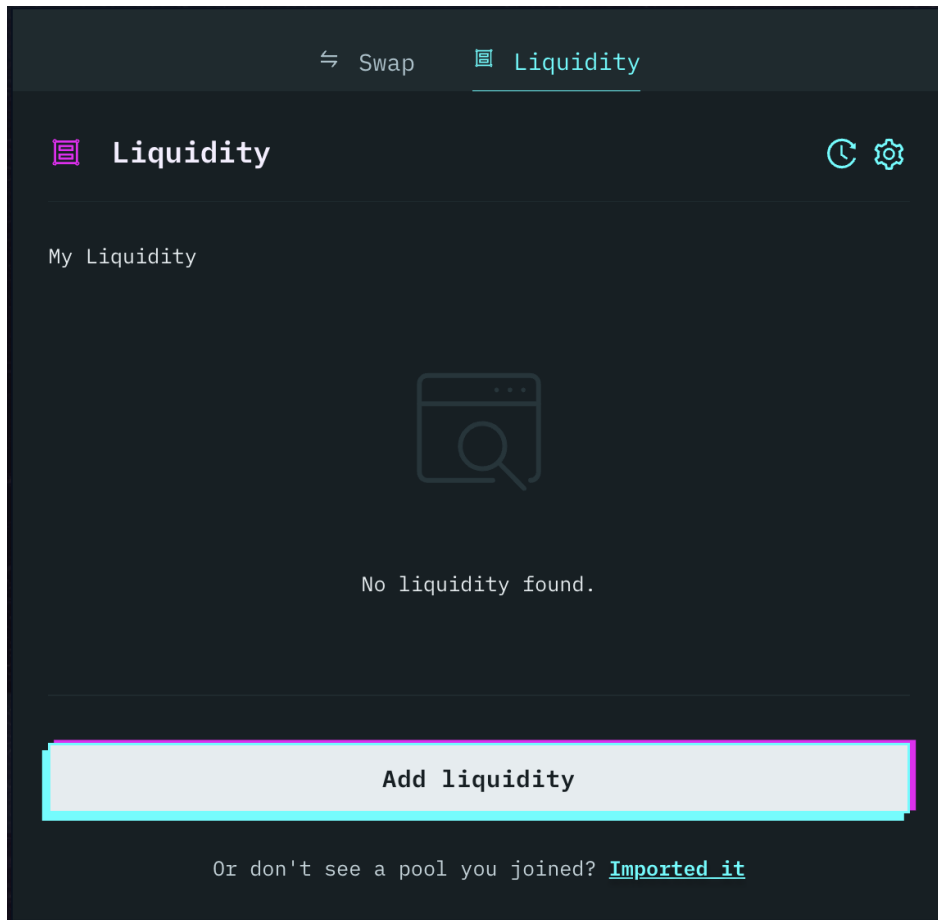 Swap
Liquidity
Liquidity
My Liquidity
No liquidity found.
Add liquidity
Or don't see a pool you joined? Imported it